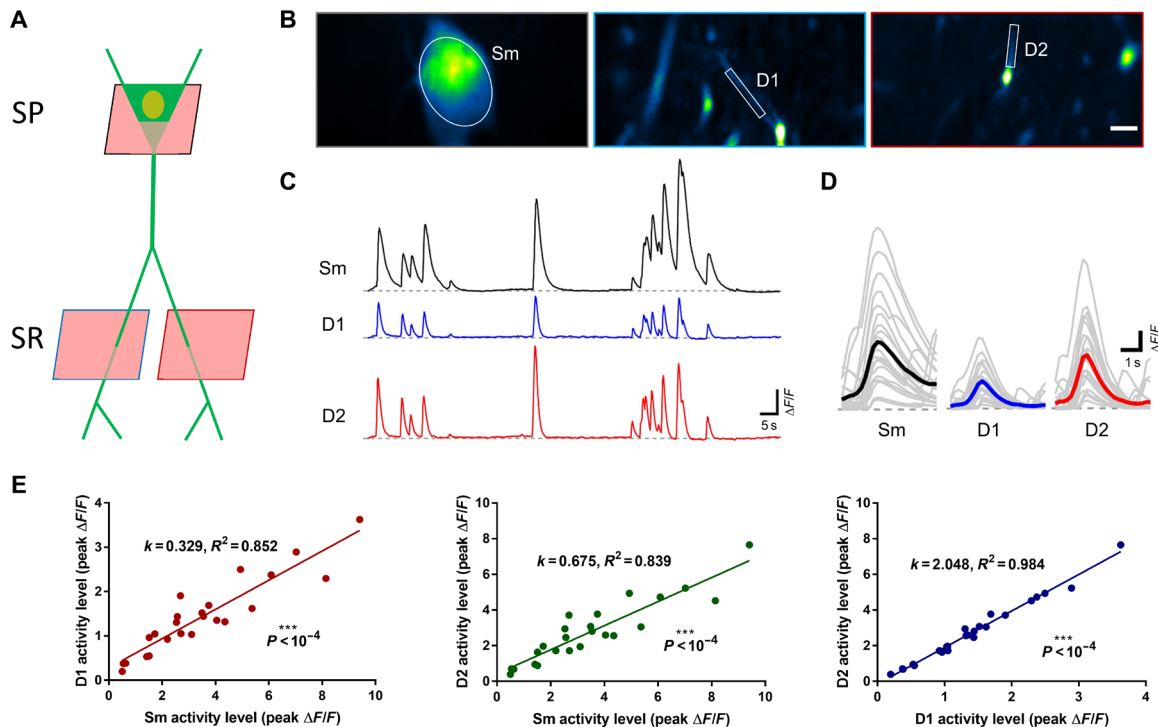 A
SP
SR
B
Sm
D1
D2
C
Sm
D1
D2
ΔF/F
5 s
D
ΔF/F
1 s
Sm
D1
D2
E
D1 activity level (peak ΔF/F)
4
3
2
1
0
k = 0.329, R² = 0.852
***
P < 10⁻⁴
0
2
4
6
8
10
Sm activity level (peak ΔF/F)
D2 activity level (peak ΔF/F)
10
8
6
4
2
0
k = 0.675, R² = 0.839
***
P < 10⁻⁴
0
2
4
6
8
10
Sm activity level (peak ΔF/F)
D2 activity level (peak ΔF/F)
10
8
6
4
2
0
k = 2.048, R² = 0.984
***
P < 10⁻⁴
0
1
2
3
4
D1 activity level (peak ΔF/F)